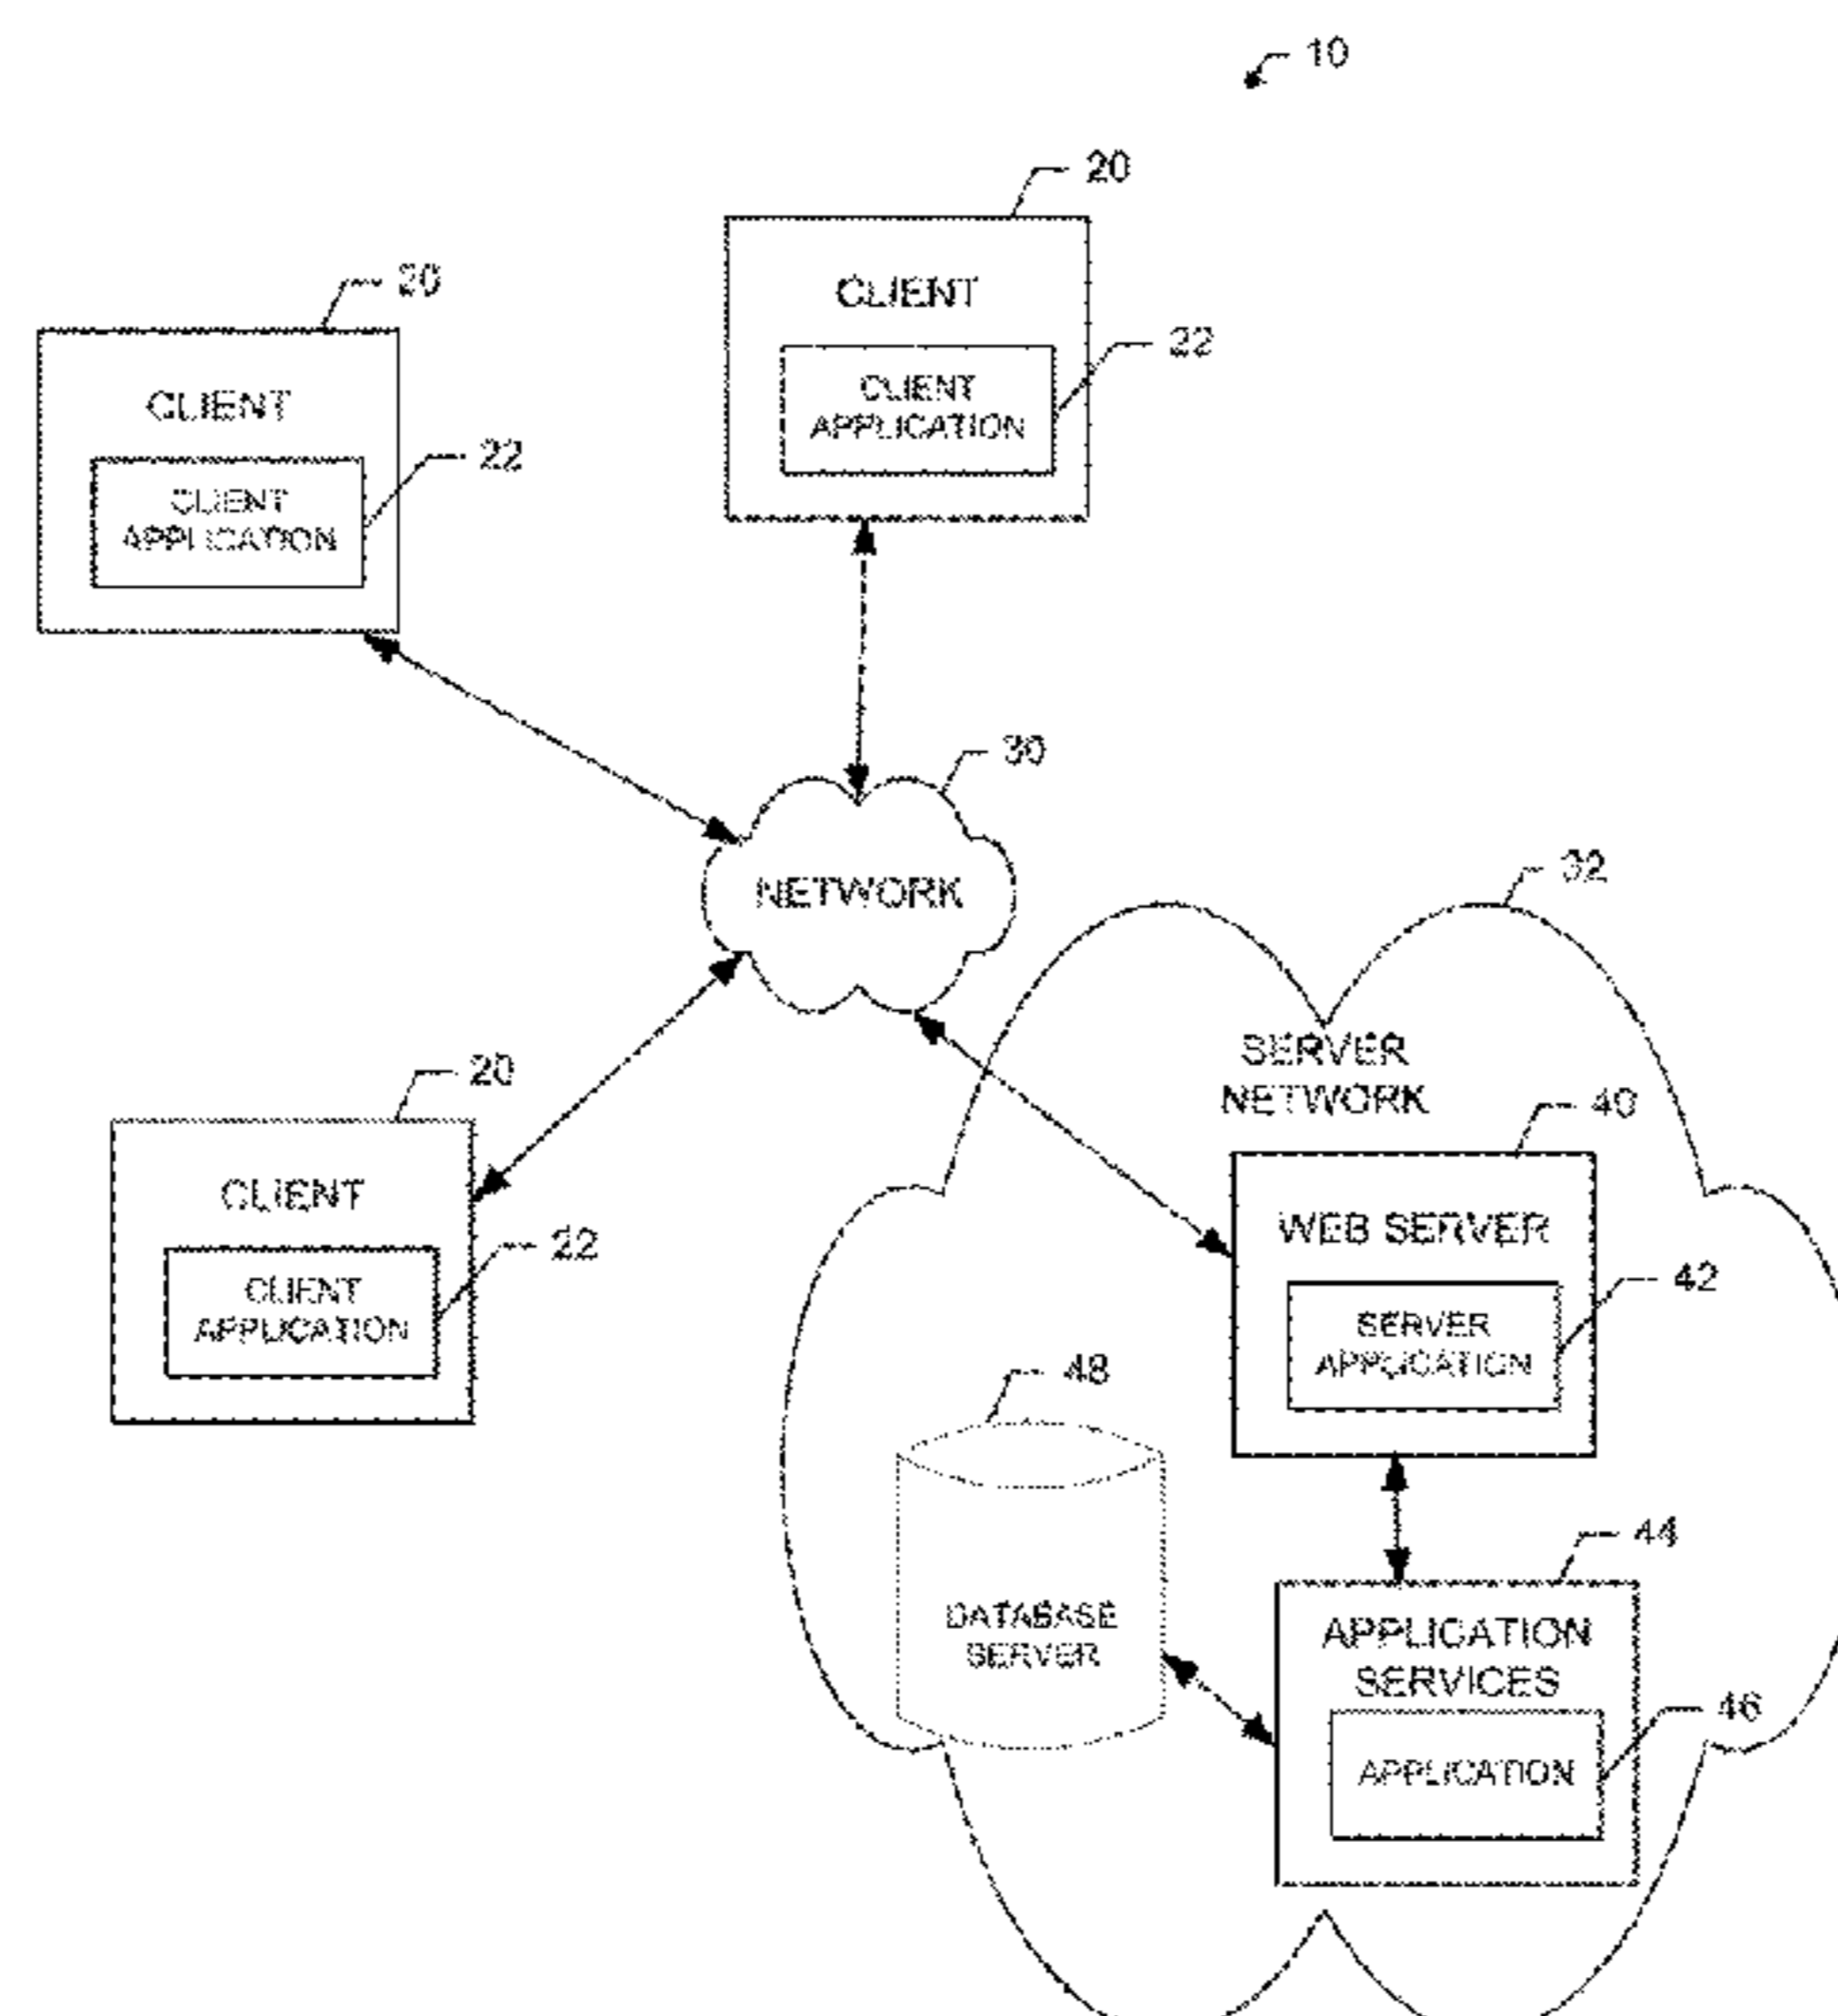 10
20
CLIENT
22
CLIENT
APPLICATION
20
CLIENT
22
CLIENT
APPLICATION
30
NETWORK
32
SERVER
NETWORK
20
CLIENT
22
CLIENT
APPLICATION
40
WEB SERVER
42
SERVER
APPLICATION
48
DATABASE
SERVER
44
APPLICATION
SERVICES
46
APPLICATION